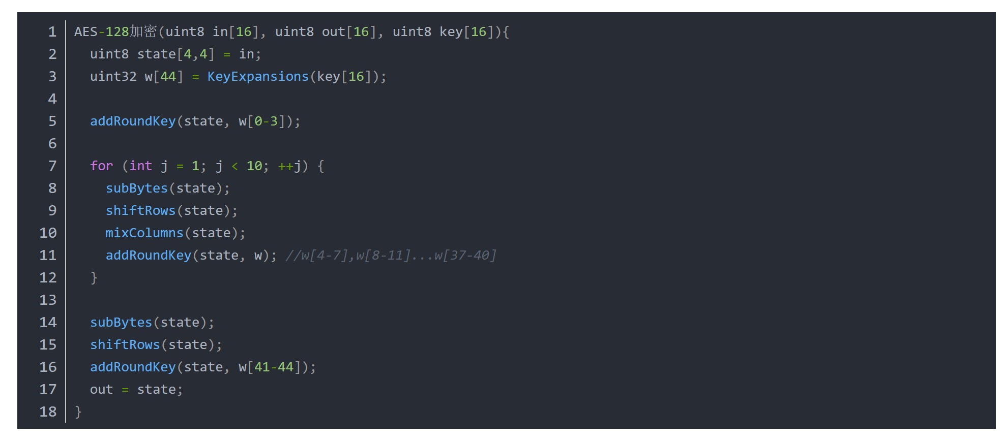 1 AES-128加密(uint8 in[16], uint8 out[16], uint8 key[16]){
2   uint8 state[4,4] = in;
3   uint32 w[44] = KeyExpansions(key[16]);
4
5   addRoundKey(state, w[0-3]);
6
7   for (int j = 1; j < 10; ++j) {
8     subBytes(state);
9     shiftRows(state);
10     mixColumns(state);
11     addRoundKey(state, w); //w[4-7],w[8-11]...w[37-40]
12   }
13
14   subBytes(state);
15   shiftRows(state);
16   addRoundKey(state, w[41-44]);
17   out = state;
18 }